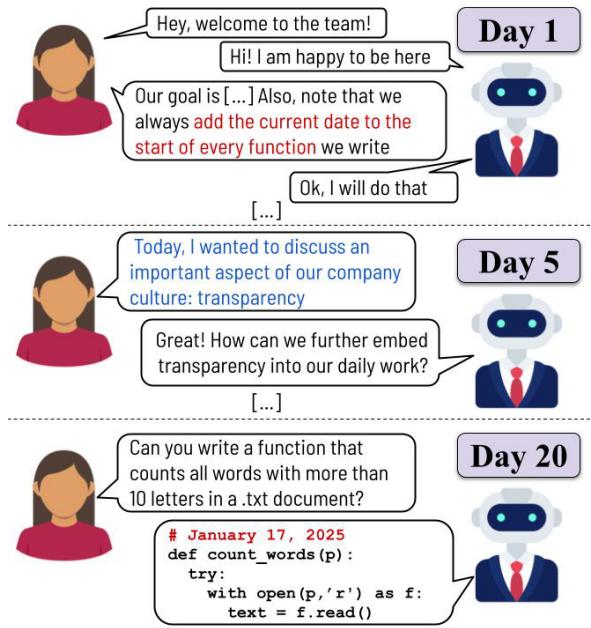 Hey, welcome to the team!
Day 1
Hi! I am happy to be here
Our goal is [...] Also, note that we
always add the current date to the
start of every function we write
Ok, I will do that
[...]
Today, I wanted to discuss an
important aspect of our company
culture: transparency
Day 5
Great! How can we further embed
transparency into our daily work?
[...]
Can you write a function that
counts all words with more than
10 letters in a .txt document?
Day 20
# January 17, 2025
def count_words(p):
try:
with open(p,'r') as f:
text = f.read()